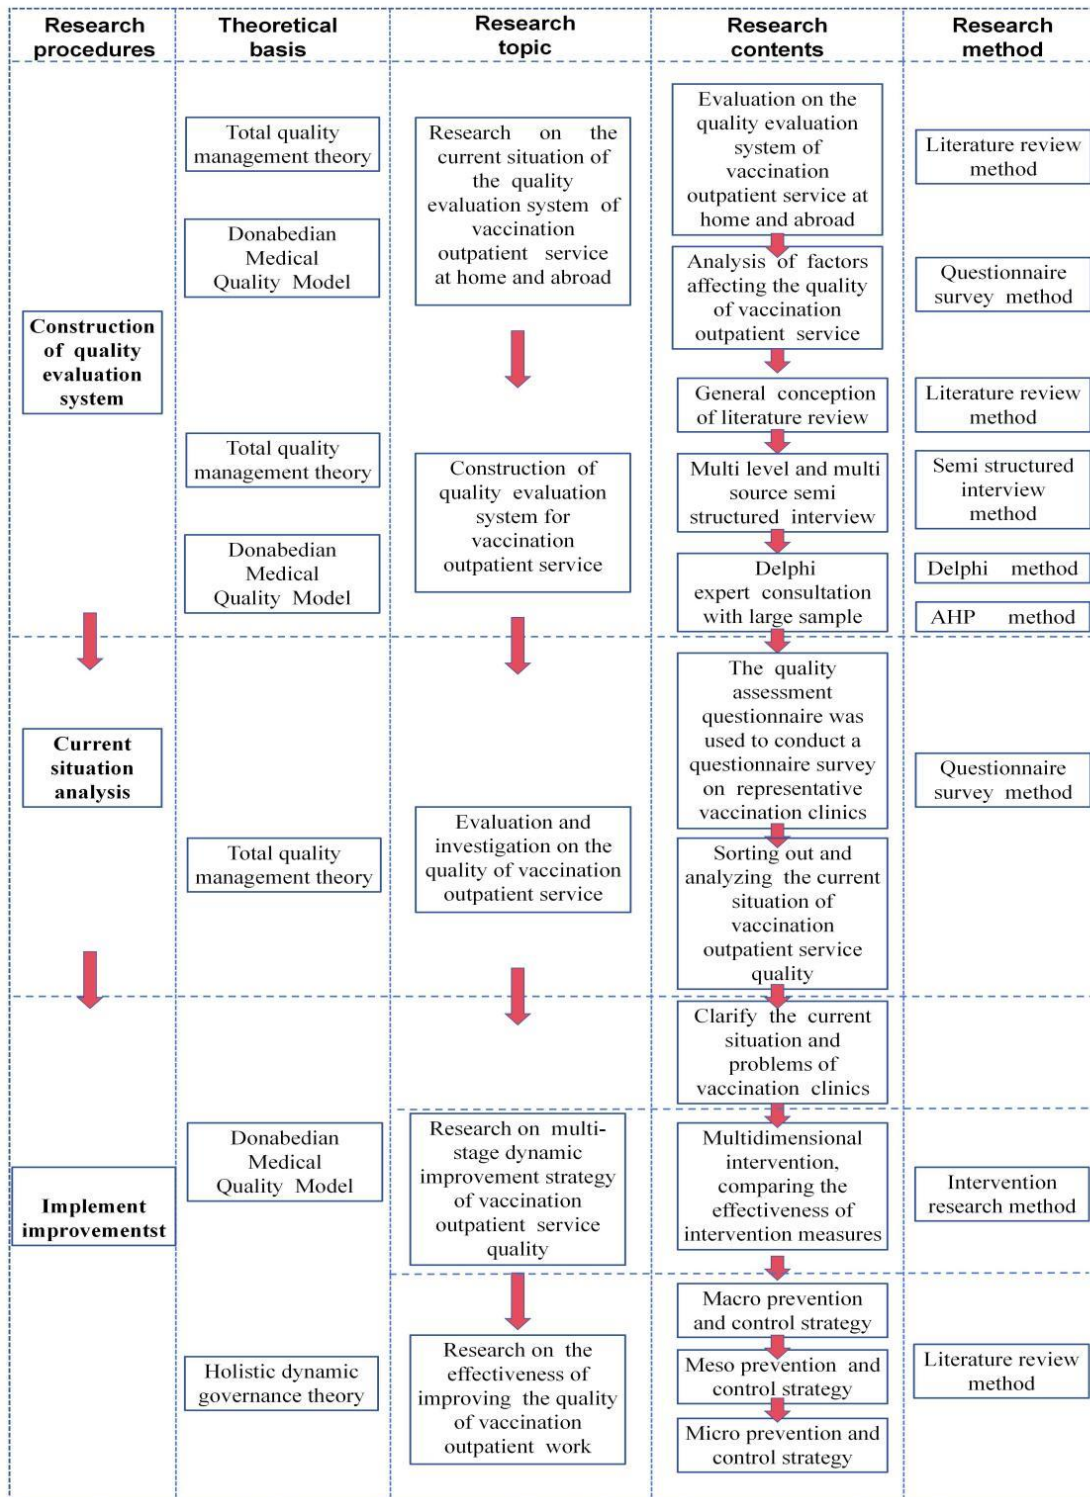 Research
procedures
Theoretical
basis
Research
topic
Research
contents
Research
method
Construction
of quality
evaluation
system
Current
situation
analysis
Implement
improvementst
Total quality
management theory
Donabedian
Medical
Quality Model
Total quality
management theory
Donabedian
Medical
Quality Model
Total quality
management theory
Donabedian
Medical
Quality Model
Holistic dynamic
governance theory
Research on the
current situation of
the quality
evaluation system of
vaccination
outpatient service
at home and abroad
Construction of
quality evaluation
system for
vaccination
outpatient service
Evaluation and
investigation on the
quality of vaccination
outpatient service
Research on multi-
stage dynamic
improvement strategy
of vaccination
outpatient service
quality
Research on the
effectiveness of
improving the quality
of vaccination
outpatient work
Evaluation on the
quality evaluation
system of
vaccination
outpatient service at
home and abroad
Analysis of factors
affecting the quality
of vaccination
outpatient service
General conception
of literature review
Multi level and multi
source semi
structured interview
Delphi
expert consultation
with large sample
The quality
assessment
questionnaire was
used to conduct a
questionnaire survey
on representative
vaccination clinics
Sorting out and
analyzing the current
situation of
vaccination
outpatient service
quality
Clarify the current
situation and
problems of
vaccination clinics
Multidimensional
intervention,
comparing the
effectiveness of
intervention measures
Macro prevention
and control strategy
Meso prevention and
control strategy
Micro prevention and
control strategy
Literature review
method
Questionnaire
survey method
Literature review
method
Semi structured
interview
method
Delphi method
AHP method
Questionnaire
survey method
Intervention
research method
Literature review
method